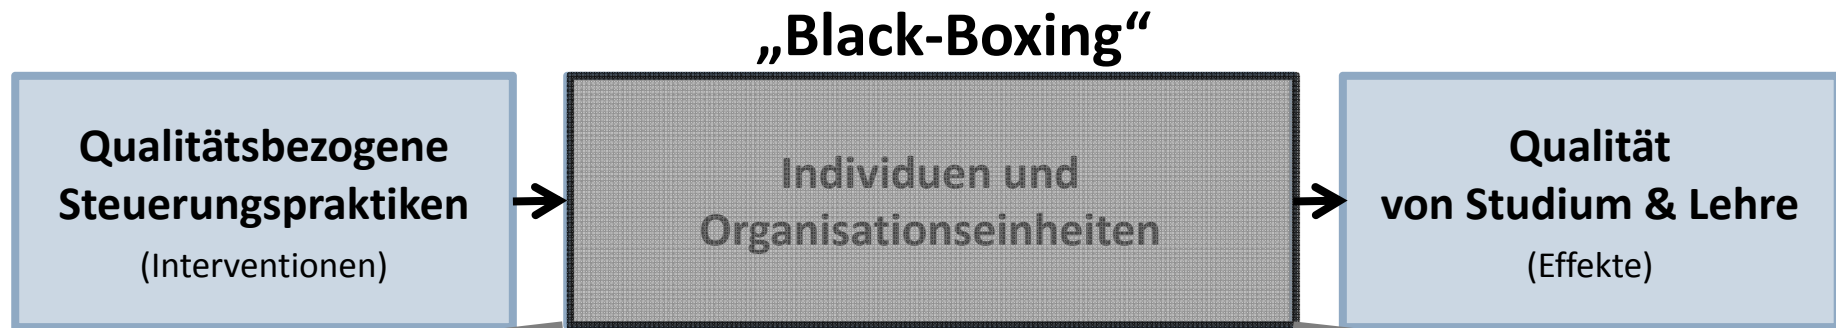 „Black-Boxing“
Qualitätsbezogene
Steuerungspraktiken
(Interventionen)
Individuen und
Organisationseinheiten
Qualität
von Studium & Lehre
(Effekte)